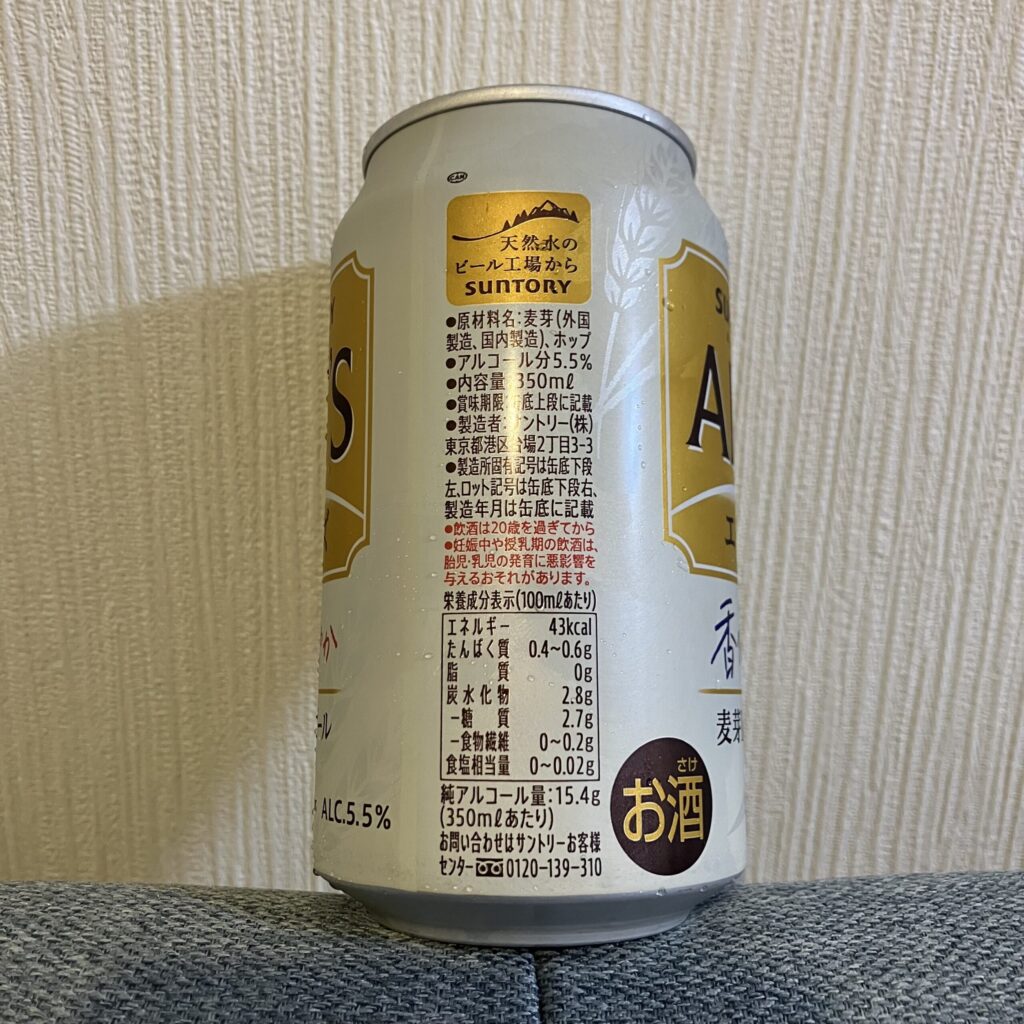 CAN
天然水の
ビール工場から
SUNTORY
●原材料名:麦芽(外国
製造、国内製造)、ホップ
●アルコール分5.5%
●内容量 350mℓ
●賞味期限 缶底上段に記載
●製造者:サントリー(株)
東京都港区台場2丁目3-3
●製造所固有記号は缶底下段
左、ロット記号は缶底下段右、
製造年月は缶底に記載
●飲酒は20歳を過ぎてから
●妊娠中や授乳期の飲酒は、
胎児・乳児の発育に悪影響を
与えるおそれがあります。
栄養成分表示(100mℓあたり)
エネルギー 43kcal
たんぱく質 0.4~0.6g
脂質 0g
炭水化物 2.8g
-糖質 2.7g
-食物繊維 0~0.2g
食塩相当量 0~0.02g
純アルコール量:15.4g
(350mℓあたり)
お問い合わせはサントリーお客様
センター 0120-139-310
さけ
お酒
S
ール
ALC.5.5%
SU
A
エ
香
麦芽